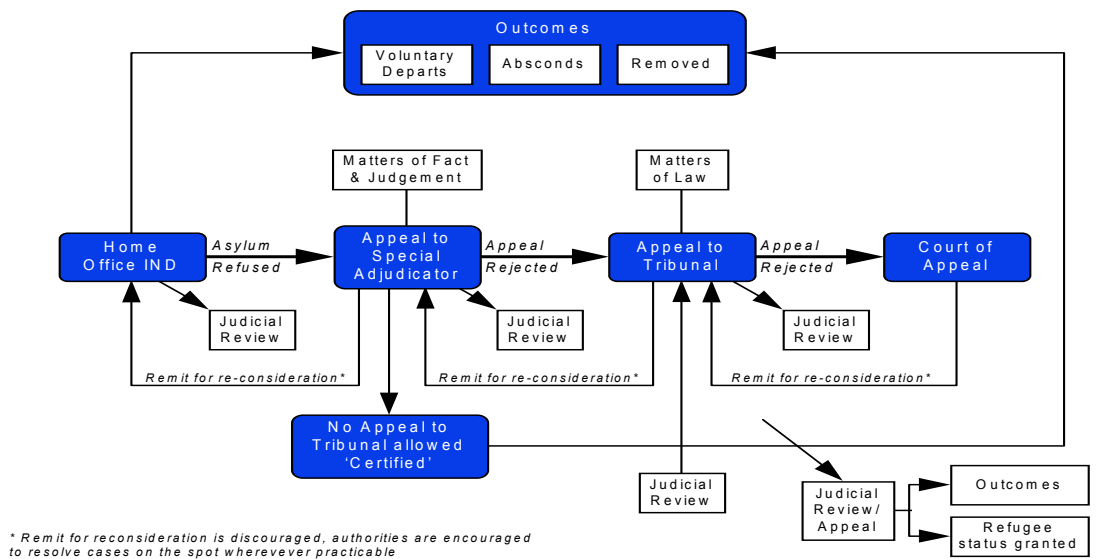 Outcomes
Voluntary
Departs
Absconds
Removed
Matters of Fact
& Judgement
Matters
of Law
Home
Office IND
Asylum
Refused
Appeal to
Special
Adjudicator
Appeal
Rejected
Appeal to
Tribunal
Appeal
Rejected
Court of
Appeal
Judicial
Review
Judicial
Review
Judicial
Review
Remit for re-consideration*
Remit for re-consideration*
Remit for re-consideration*
No Appeal to
Tribunal allowed
‘Certified’
Judicial
Review
Judicial
Review/
Appeal
Outcomes
Refugee
status granted
* Remit for reconsideration is discouraged, authorities are encouraged
to resolve cases on the spot wherevever practicable